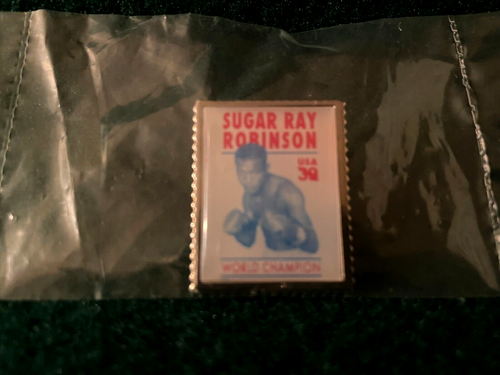 SUGAR RAY
ROBINSON
USA
39
WORLD CHAMPION